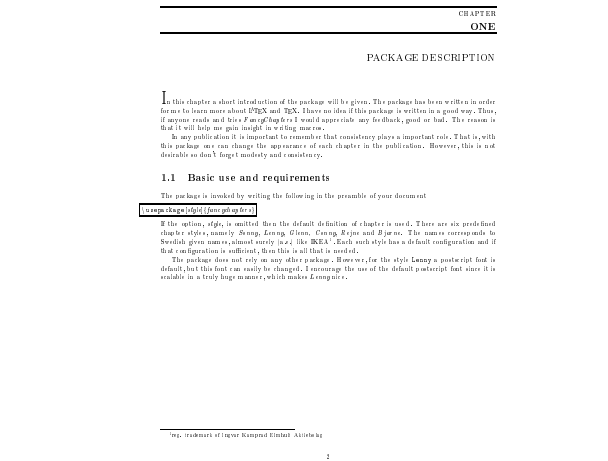 CHAPTER
ONE
PACKAGE DESCRIPTION
In this chapter a short introduction of the package will be given. The package has been written in order
for me to learn more about LATEX and TEX. I have no idea if this package is written in a good way. Thus,
if anyone reads and tries FancyChapters I would appreciate any feedback, good or bad. The reason is
that it will help me gain insight in writing macros.
In any publication it is important to remember that consistency plays a important role. That is, with
this package one can change the appearance of each chapter in the publication. However, this is not
desirable so don't forget modesty and consistency.
1.1 Basic use and requirements
The package is invoked by writing the following in the preamble of your document
\usepackage[style]{fancychapters}
If the option, style, is omitted then the default definition of chapter is used. There are six predefined
chapter styles, namely Sonny, Lenny, Glenn, Conny, Rejne and Bjarne. The names corresponds to
Swedish given names, almost surely (a.s.) like IKEA1. Each such style has a default configuration and if
that configuration is sufficient, then this is all that is needed.
The package does not rely on any other package. However, for the style Lenny a postscript font is
default, but this font can easily be changed. I encourage the use of the default postscript font since it is
scalable in a truly huge manner, which makes Lenny nice.
1reg. trademark of Ingvar Kamprad Elmtaub Aktiebolag
2